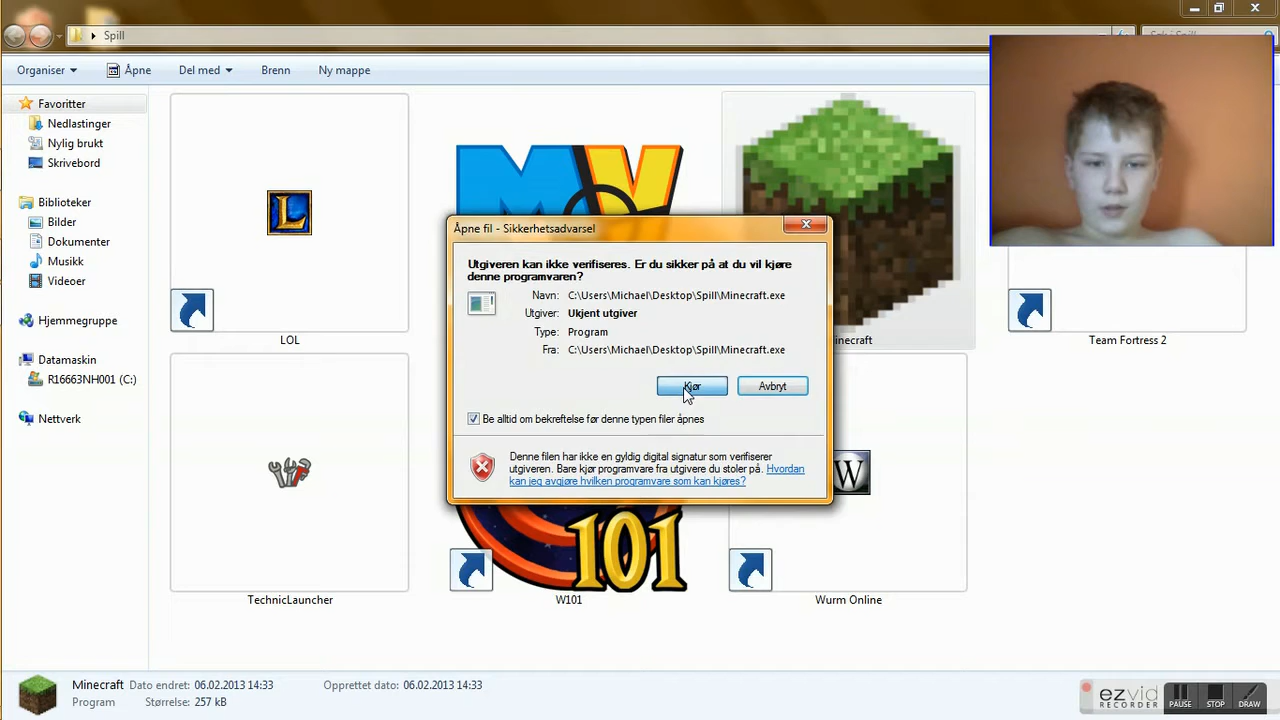 Spill
Organiser
Åpne
Del med
Brenn
Ny mappe
Favoritter
Nedlastinger
Nylig brukt
Skrivebord
Biblioteker
Bilder
Dokumenter
Musikk
Videoer
Hjemmegruppe
Datamaskin
R16663NH001 (C:)
Nettverk
L
LOL
MV
Team Fortress 2
TechnicLauncher
101
W101
W
Wurm Online
Åpne fil - Sikkerhetsadvarsel
Utgiveren kan ikke verifiseres. Er du sikker på at du vil kjøre
denne programvaren?
Navn: C:\Users\Michael\Desktop\Spill\Minecraft.exe
Utgiver: Ukjent utgiver
Type: Program
Fra: C:\Users\Michael\Desktop\Spill\Minecraft.exe
Kjør
Avbryt
Be alltid om bekreftelse før denne typen filer åpnes
Denne filen har ikke en gyldig digital signatur som verifiserer
utgiveren. Bare kjør programvare fra utgivere du stoler på. Hvordan
kan jeg avgjøre hvilken programvare som kan kjøres?
Minecraft Dato endret: 06.02.2013 14:33 Opprettet dato: 06.02.2013 14:33
Program Størrelse: 257 kB
ezvid
RECORDER
PAUSE
STOP
DRAW